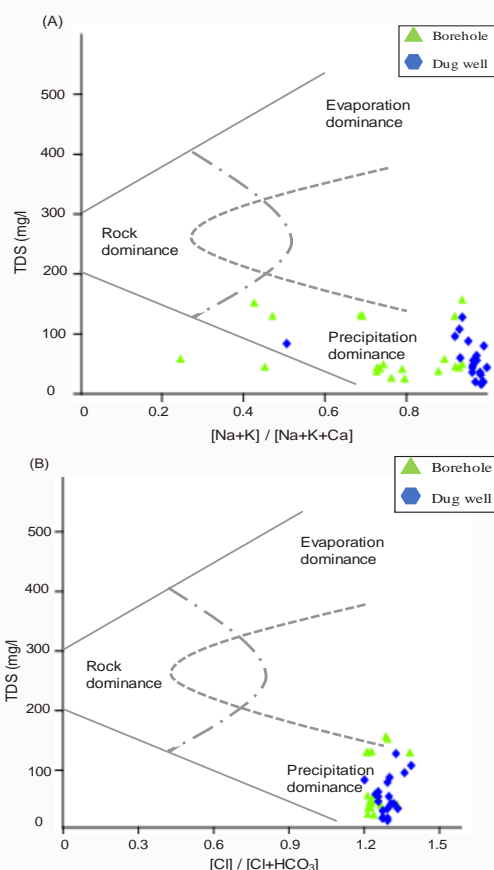 (A)
Borehole
Dug well
500
400
300
200
100
0
TDS (mg/l)
Evaporation
dominance
Rock
dominance
Precipitation
dominance
0
0.2
0.4
0.6
0.8
[Na+K] / [Na+K+Ca]
(B)
Borehole
Dug well
500
400
300
200
100
0
TDS (mg/l)
Evaporation
dominance
Rock
dominance
Precipitation
dominance
0
0.3
0.6
0.9
1.2
1.5
[Cl] / [Cl+HCO₃]